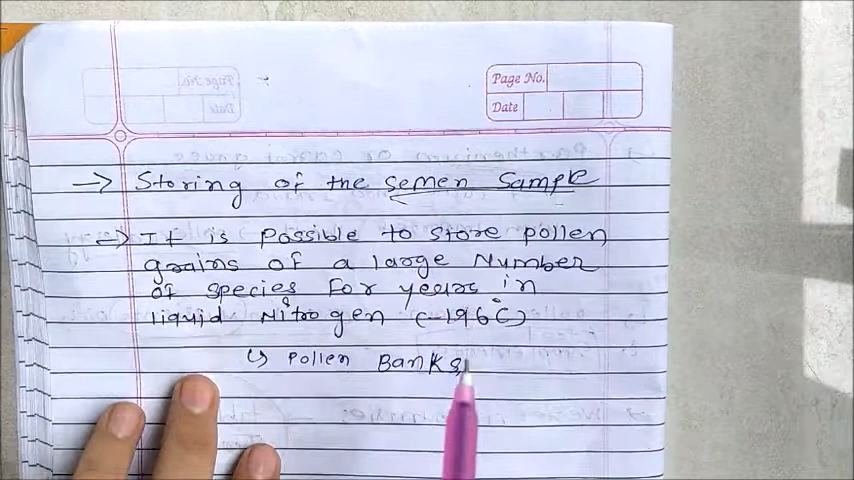 Page No.
Date
→ Storing of the semen Sample
→ It is Possible to store pollen
grains of a large Number
of species for years in
liquid Nitrogen (-196°C)
↳ Pollen Banks